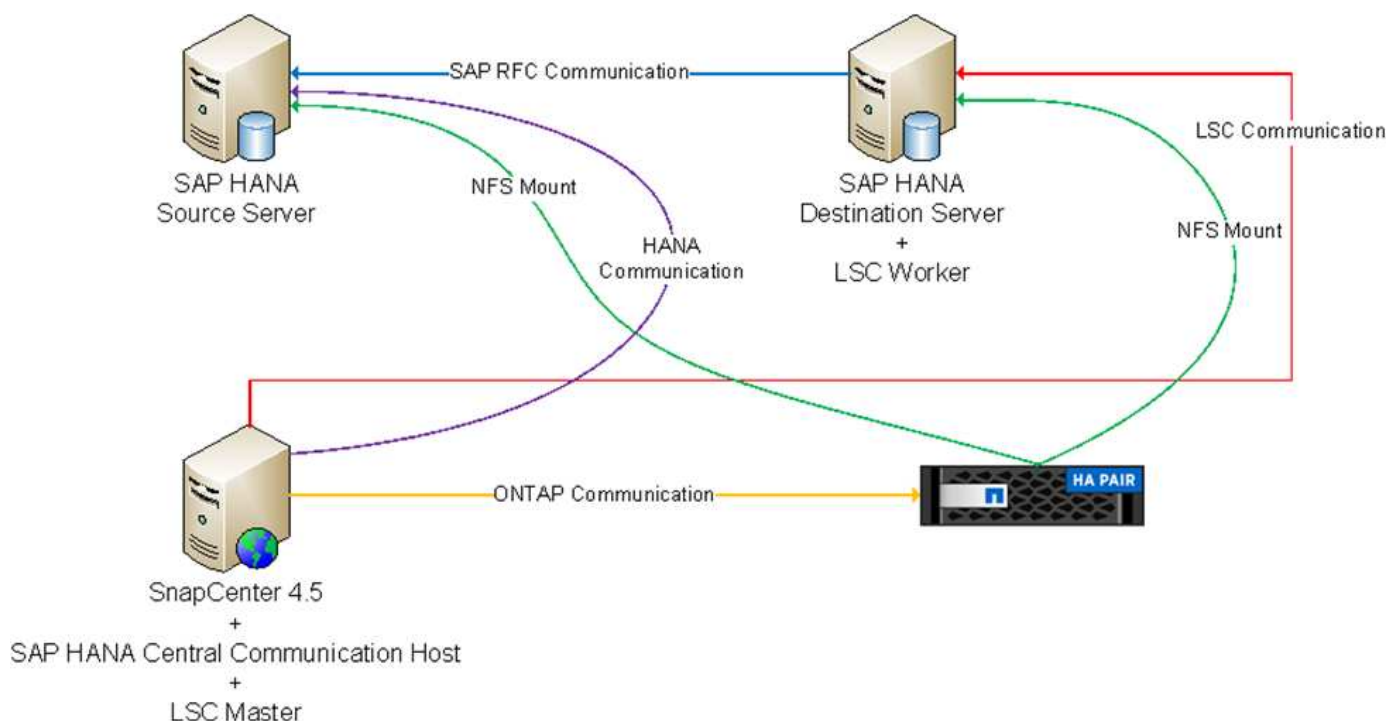 SAP RFC Communication
LSC Communication
SAP HANA
Source Server
NFS Mount
SAP HANA
Destination Server
+
LSC Worker
NFS Mount
HANA
Communication
HA PAIR
ONTAP Communication
SnapCenter 4.5
+
SAP HANA Central Communication Host
+
LSC Master